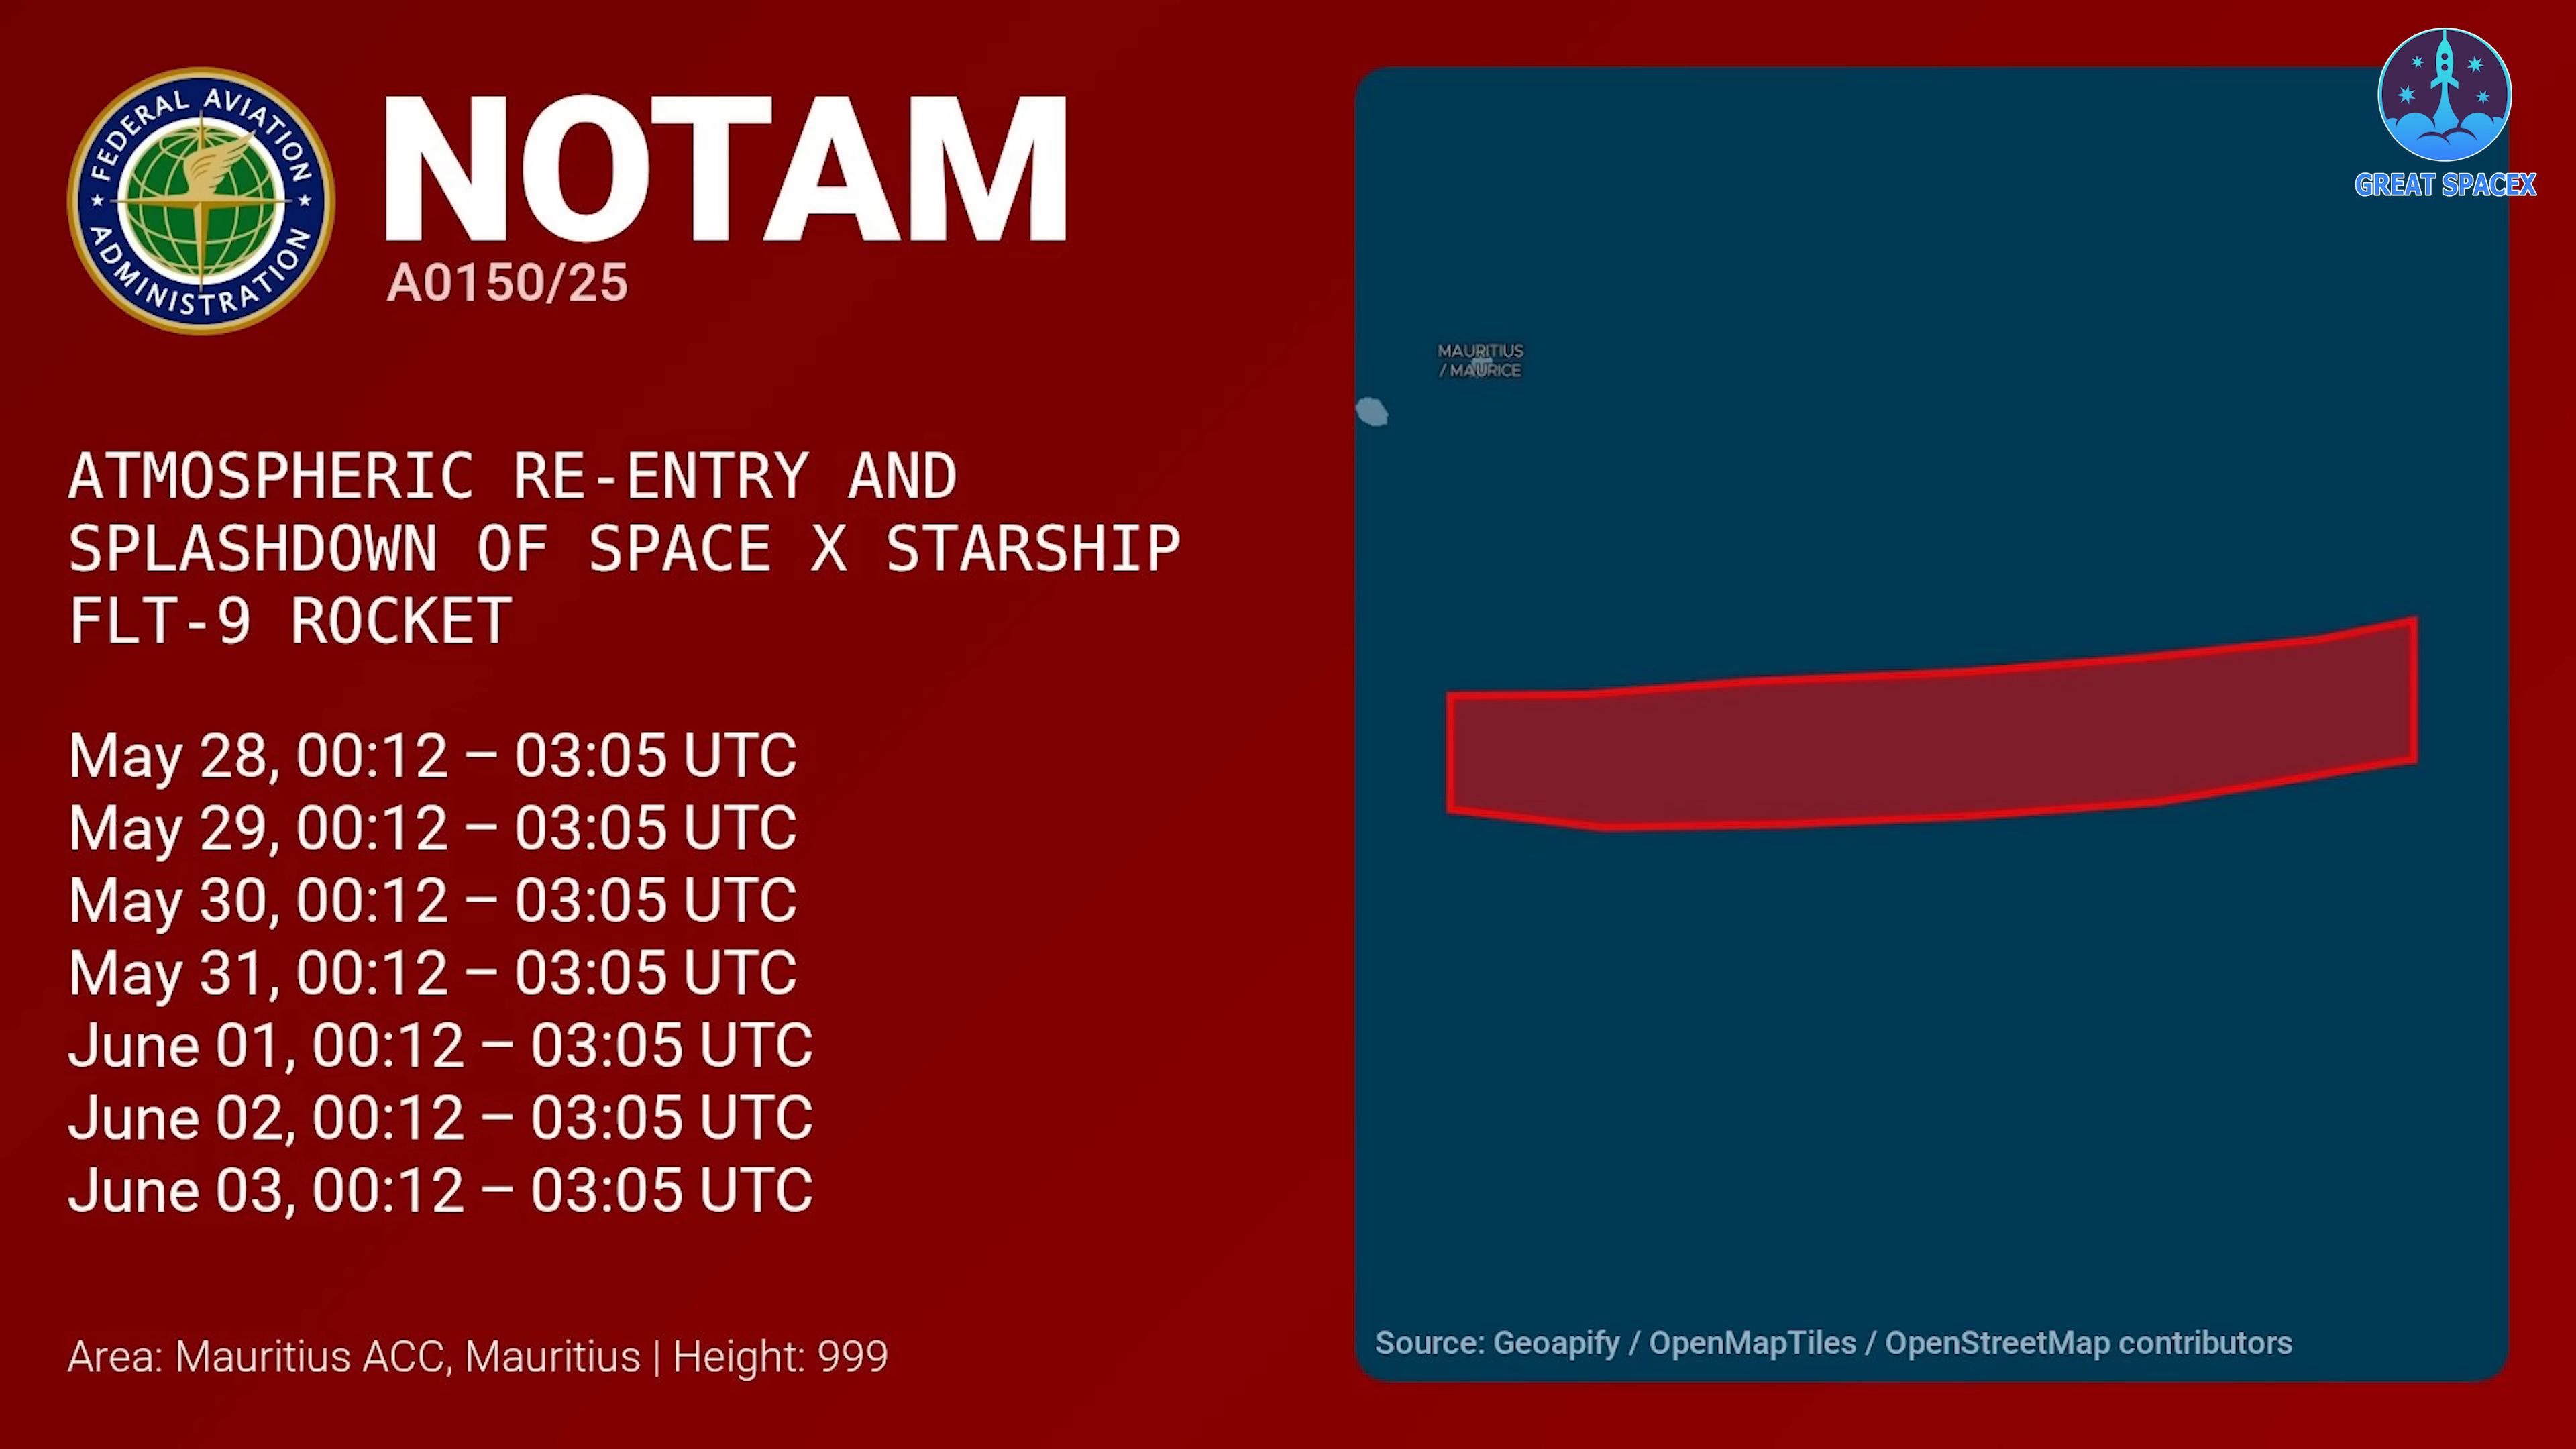 FEDERAL AVIATION
ADMINISTRATION
NOTAM
A0150/25
ATMOSPHERIC RE-ENTRY AND
SPLASHDOWN OF SPACE X STARSHIP
FLT-9 ROCKET
May 28, 00:12 – 03:05 UTC
May 29, 00:12 – 03:05 UTC
May 30, 00:12 – 03:05 UTC
May 31, 00:12 – 03:05 UTC
June 01, 00:12 – 03:05 UTC
June 02, 00:12 – 03:05 UTC
June 03, 00:12 – 03:05 UTC
Area: Mauritius ACC, Mauritius | Height: 999
GREAT SPACEX
MAURITIUS
/ MAURICE
Source: Geoapify / OpenMapTiles / OpenStreetMap contributors